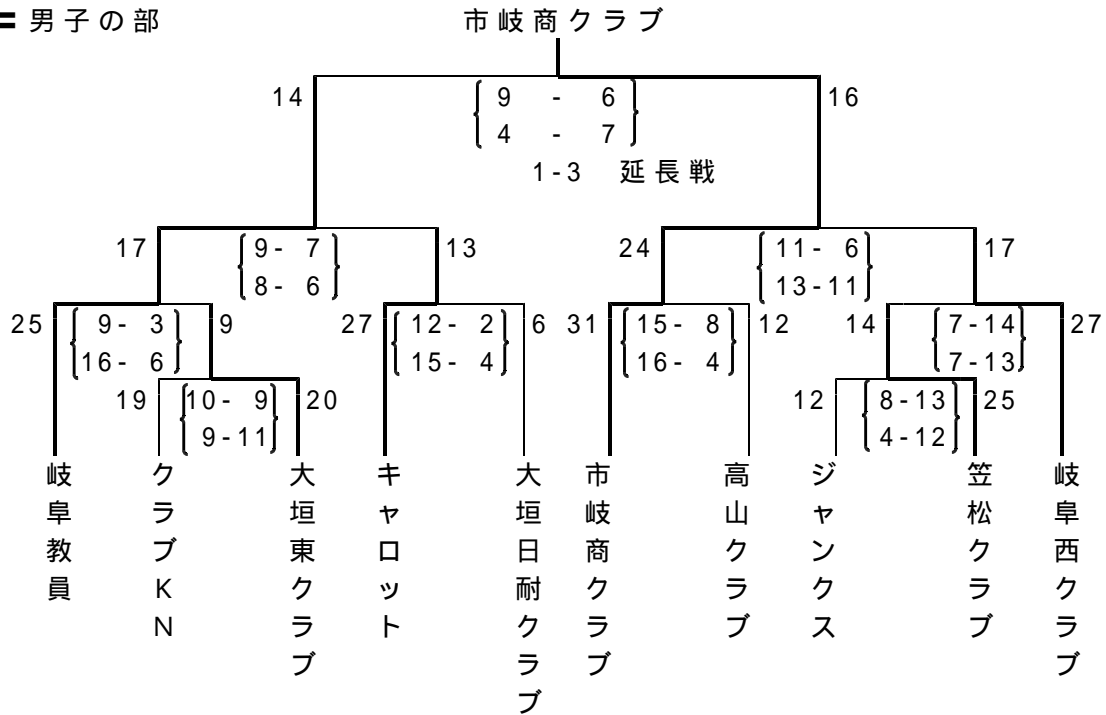 男子の部
市岐商クラブ
14
9 - 6
16
4 - 7
1-3 延長戦
17
9- 7
13
24
11- 6
17
8- 6
13-11
25
9- 3
9
27
12- 2
6
31
15- 8
12
14
7-14
27
16- 6
15- 4
16- 4
7-13
19
10- 9
20
12
8-13
25
9-11
4-12
岐阜教員
クラブKN
大垣東クラブ
キャロット
大垣日耐クラブ
市岐商クラブ
高山クラブ
ジャンクス
笠松クラブ
岐阜西クラブ